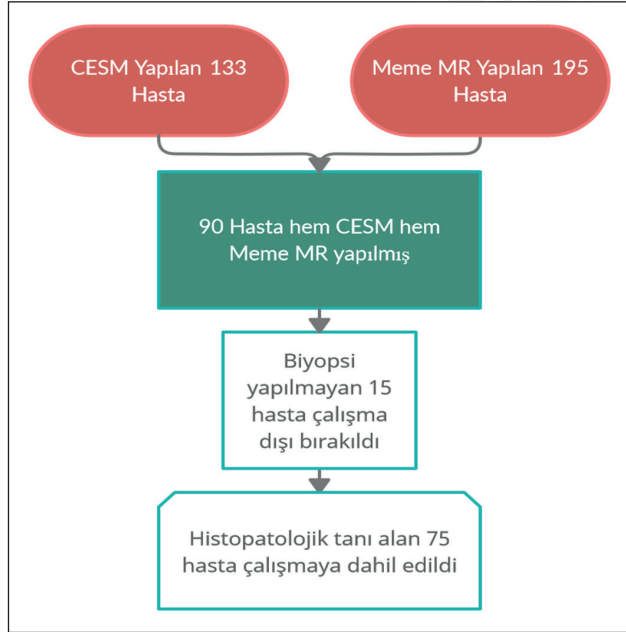 CESM Yapılan 133
Hasta
Meme MR Yapılan 195
Hasta
90 Hasta hem CESM hem
Meme MR yapılmış
Biyopsi
yapılmayan 15
hasta çalışma
dışı bırakıldı
Histopatolojik tanı alan 75
hasta çalışmaya dahil edildi